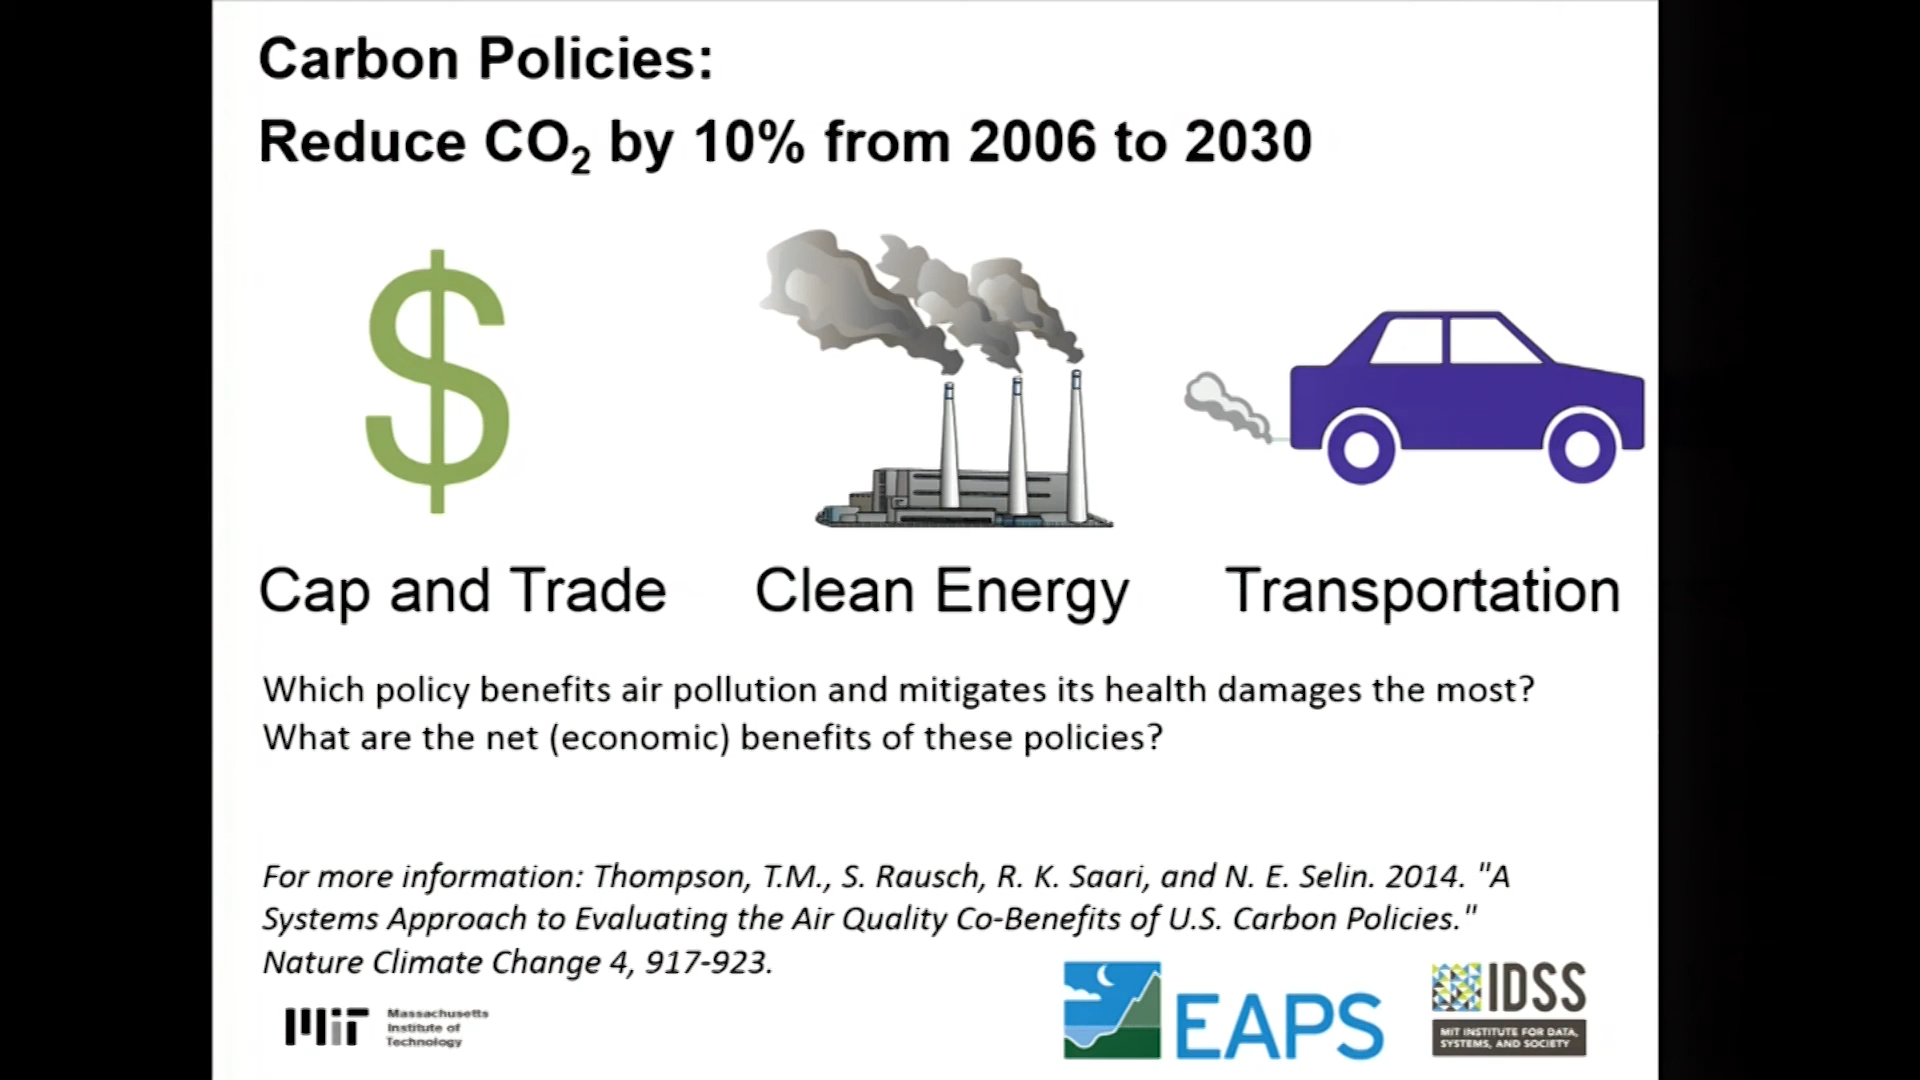 Carbon Policies:
Reduce CO₂ by 10% from 2006 to 2030
$
Cap and Trade
Clean Energy
Transportation
Which policy benefits air pollution and mitigates its health damages the most?
What are the net (economic) benefits of these policies?
For more information: Thompson, T.M., S. Rausch, R. K. Saari, and N. E. Selin. 2014. "A
Systems Approach to Evaluating the Air Quality Co-Benefits of U.S. Carbon Policies."
Nature Climate Change 4, 917-923.
MIT
Massachusetts
Institute of
Technology
EAPS
IDSS
MIT INSTITUTE FOR DATA,
SYSTEMS, AND SOCIETY